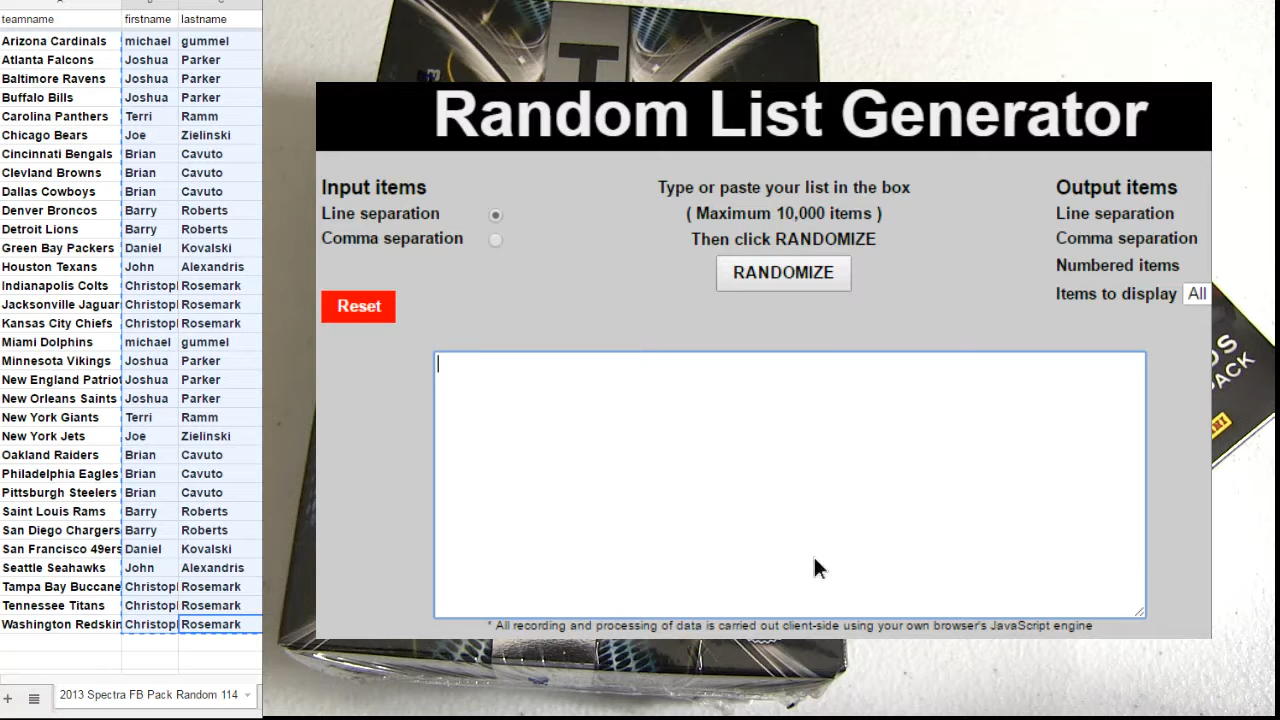 teamname firstname lastname
Arizona Cardinals michael gummel
Atlanta Falcons Joshua Parker
Baltimore Ravens Joshua Parker
Buffalo Bills Joshua Parker
Carolina Panthers Terri Ramm
Chicago Bears Joe Zielinski
Cincinnati Bengals Brian Cavuto
Clevland Browns Brian Cavuto
Dallas Cowboys Brian Cavuto
Denver Broncos Barry Roberts
Detroit Lions Barry Roberts
Green Bay Packers Daniel Kovalski
Houston Texans John Alexandris
Indianapolis Colts Christopl Rosemark
Jacksonville Jaguar Christopl Rosemark
Kansas City Chiefs Christopl Rosemark
Miami Dolphins michael gummel
Minnesota Vikings Joshua Parker
New England Patriot Joshua Parker
New Orleans Saints Joshua Parker
New York Giants Terri Ramm
New York Jets Joe Zielinski
Oakland Raiders Brian Cavuto
Philadelphia Eagles Brian Cavuto
Pittsburgh Steelers Brian Cavuto
Saint Louis Rams Barry Roberts
San Diego Chargers Barry Roberts
San Francisco 49ers Daniel Kovalski
Seattle Seahawks John Alexandris
Tampa Bay Buccane Christopl Rosemark
Tennessee Titans Christopl Rosemark
Washington Redskin Christopl Rosemark
2013 Spectra FB Pack Random 114
Random List Generator
Input items
Line separation
Comma separation
Reset
Type or paste your list in the box
( Maximum 10,000 items )
Then click RANDOMIZE
RANDOMIZE
Output items
Line separation
Comma separation
Numbered items
Items to display All
* All recording and processing of data is carried out client-side using your own browser's JavaScript engine
PACK